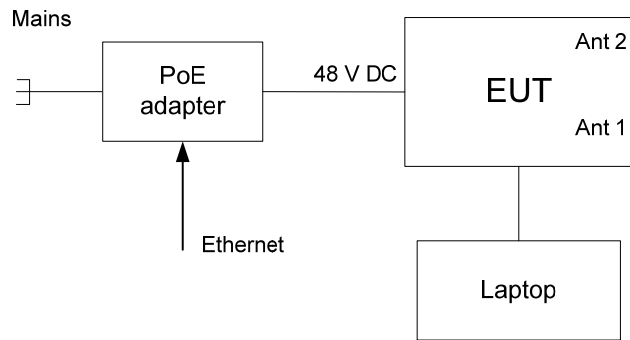 Mains
PoE
adapter
48 V DC
EUT
Ant 2
Ant 1
Ethernet
Laptop